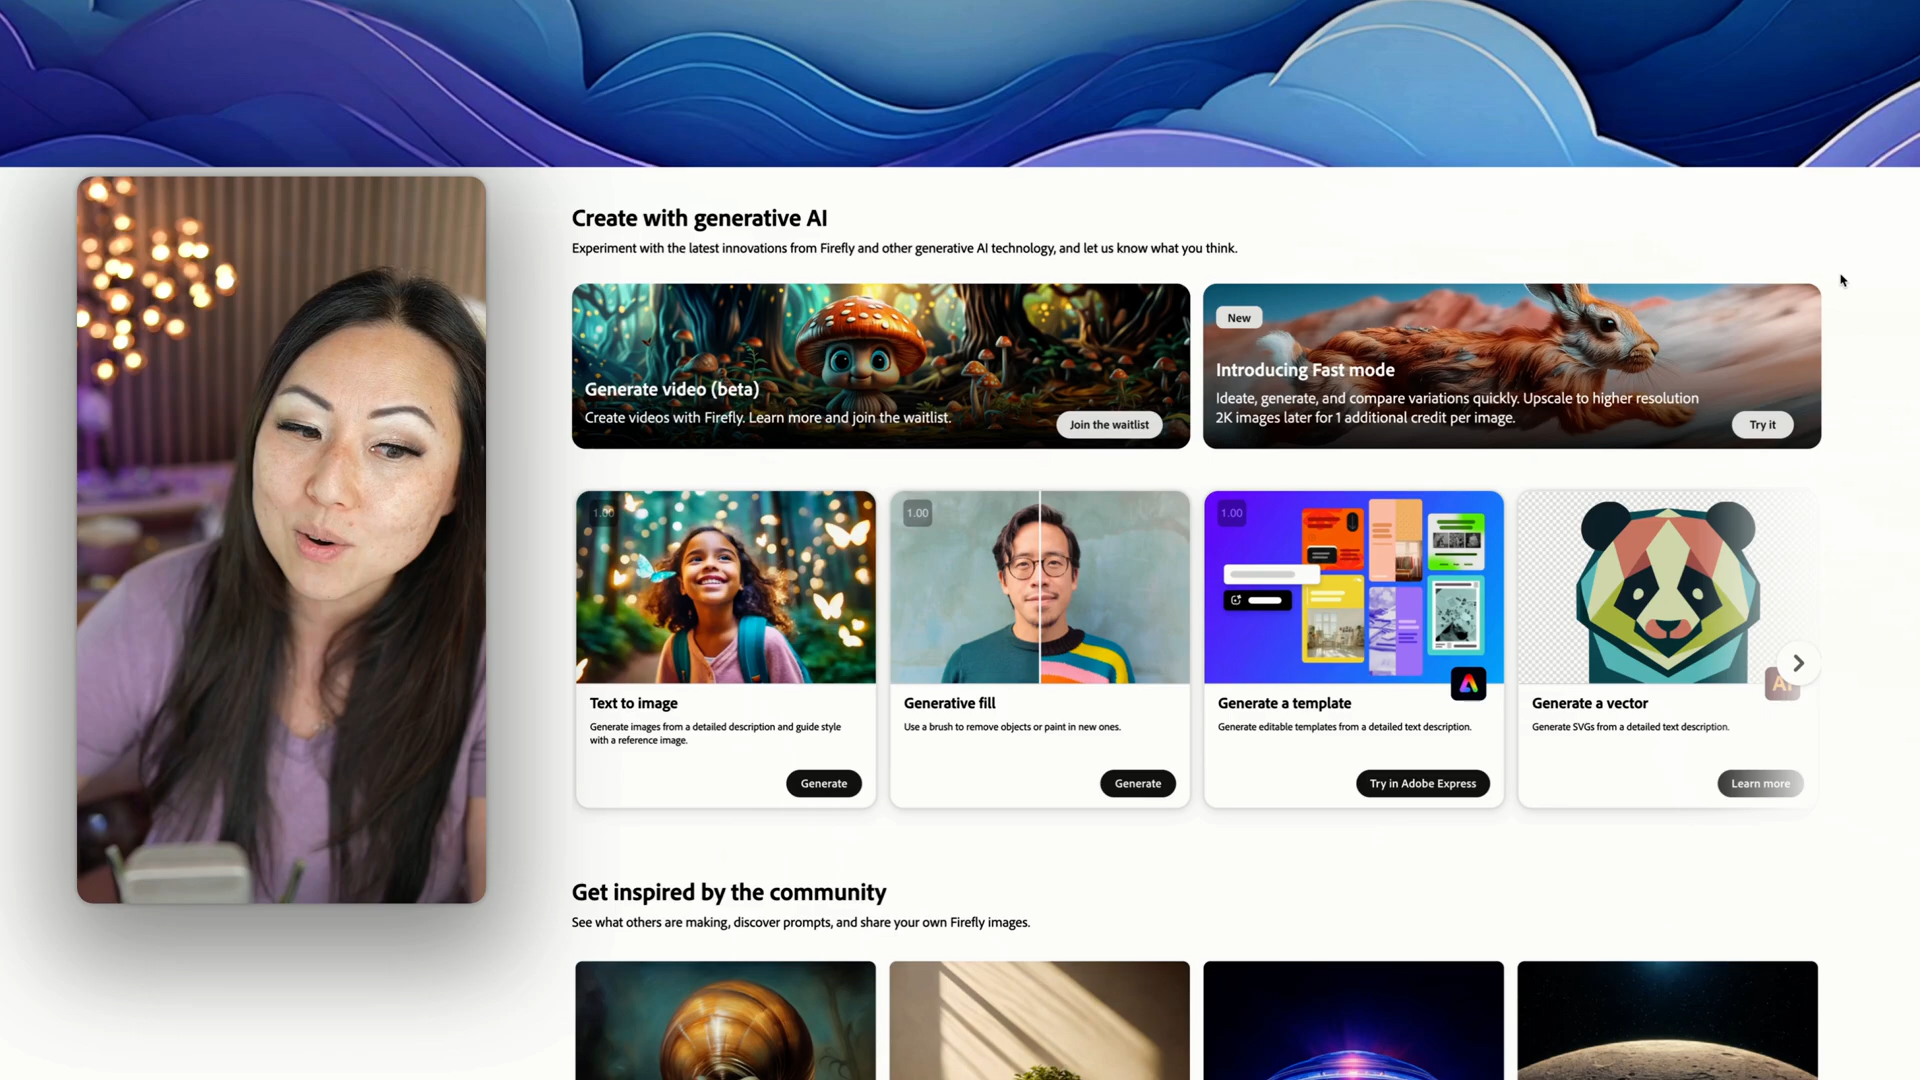 Create with generative AI
Experiment with the latest innovations from Firefly and other generative AI technology, and let us know what you think.
Generate video (beta)
Create videos with Firefly. Learn more and join the waitlist.
Join the waitlist
New
Introducing Fast mode
Ideate, generate, and compare variations quickly. Upscale to higher resolution
2K images later for 1 additional credit per image.
Try it
1.00
Text to image
Generate images from a detailed description and guide style
with a reference image.
Generate
1.00
Generative fill
Use a brush to remove objects or paint in new ones.
Generate
1.00
Generate a template
Generate editable templates from a detailed text description.
Try in Adobe Express
Ai
Generate a vector
Generate SVGs from a detailed text description.
Learn more
Get inspired by the community
See what others are making, discover prompts, and share your own Firefly images.